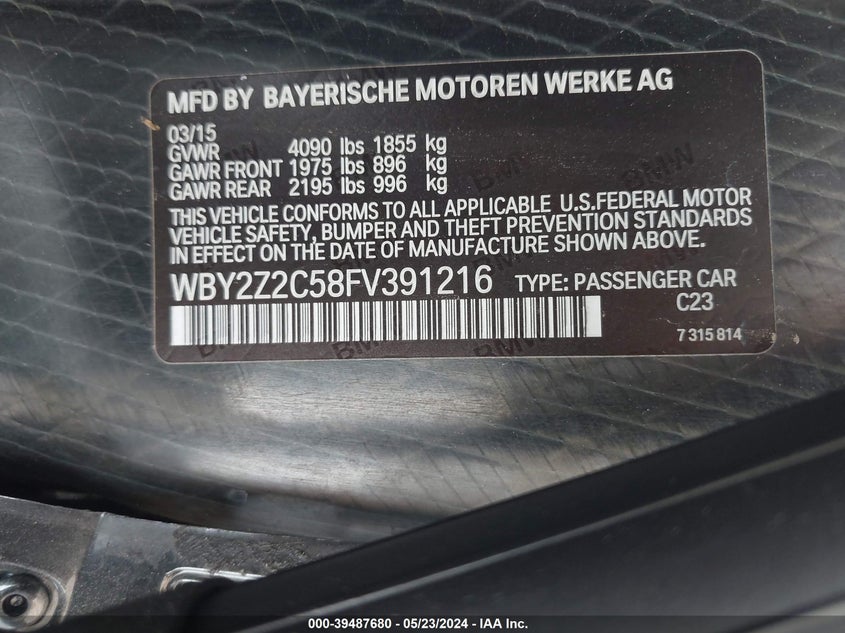 MFD BY BAYERISCHE MOTOREN WERKE AG
03/15
GVWR 4090 lbs 1855 kg
GAWR FRONT 1975 lbs 896 kg
GAWR REAR 2195 lbs 996 kg
THIS VEHICLE CONFORMS TO ALL APPLICABLE U.S.FEDERAL MOTOR
VEHICLE SAFETY, BUMPER AND THEFT PREVENTION STANDARDS
IN EFFECT ON THE DATE OF MANUFACTURE SHOWN ABOVE.
WBY2Z2C58FV391216 TYPE: PASSENGER CAR
C23
7 315 814
BMW
BMW
BMW
000-39487680 - 05/23/2024 - IAA Inc.